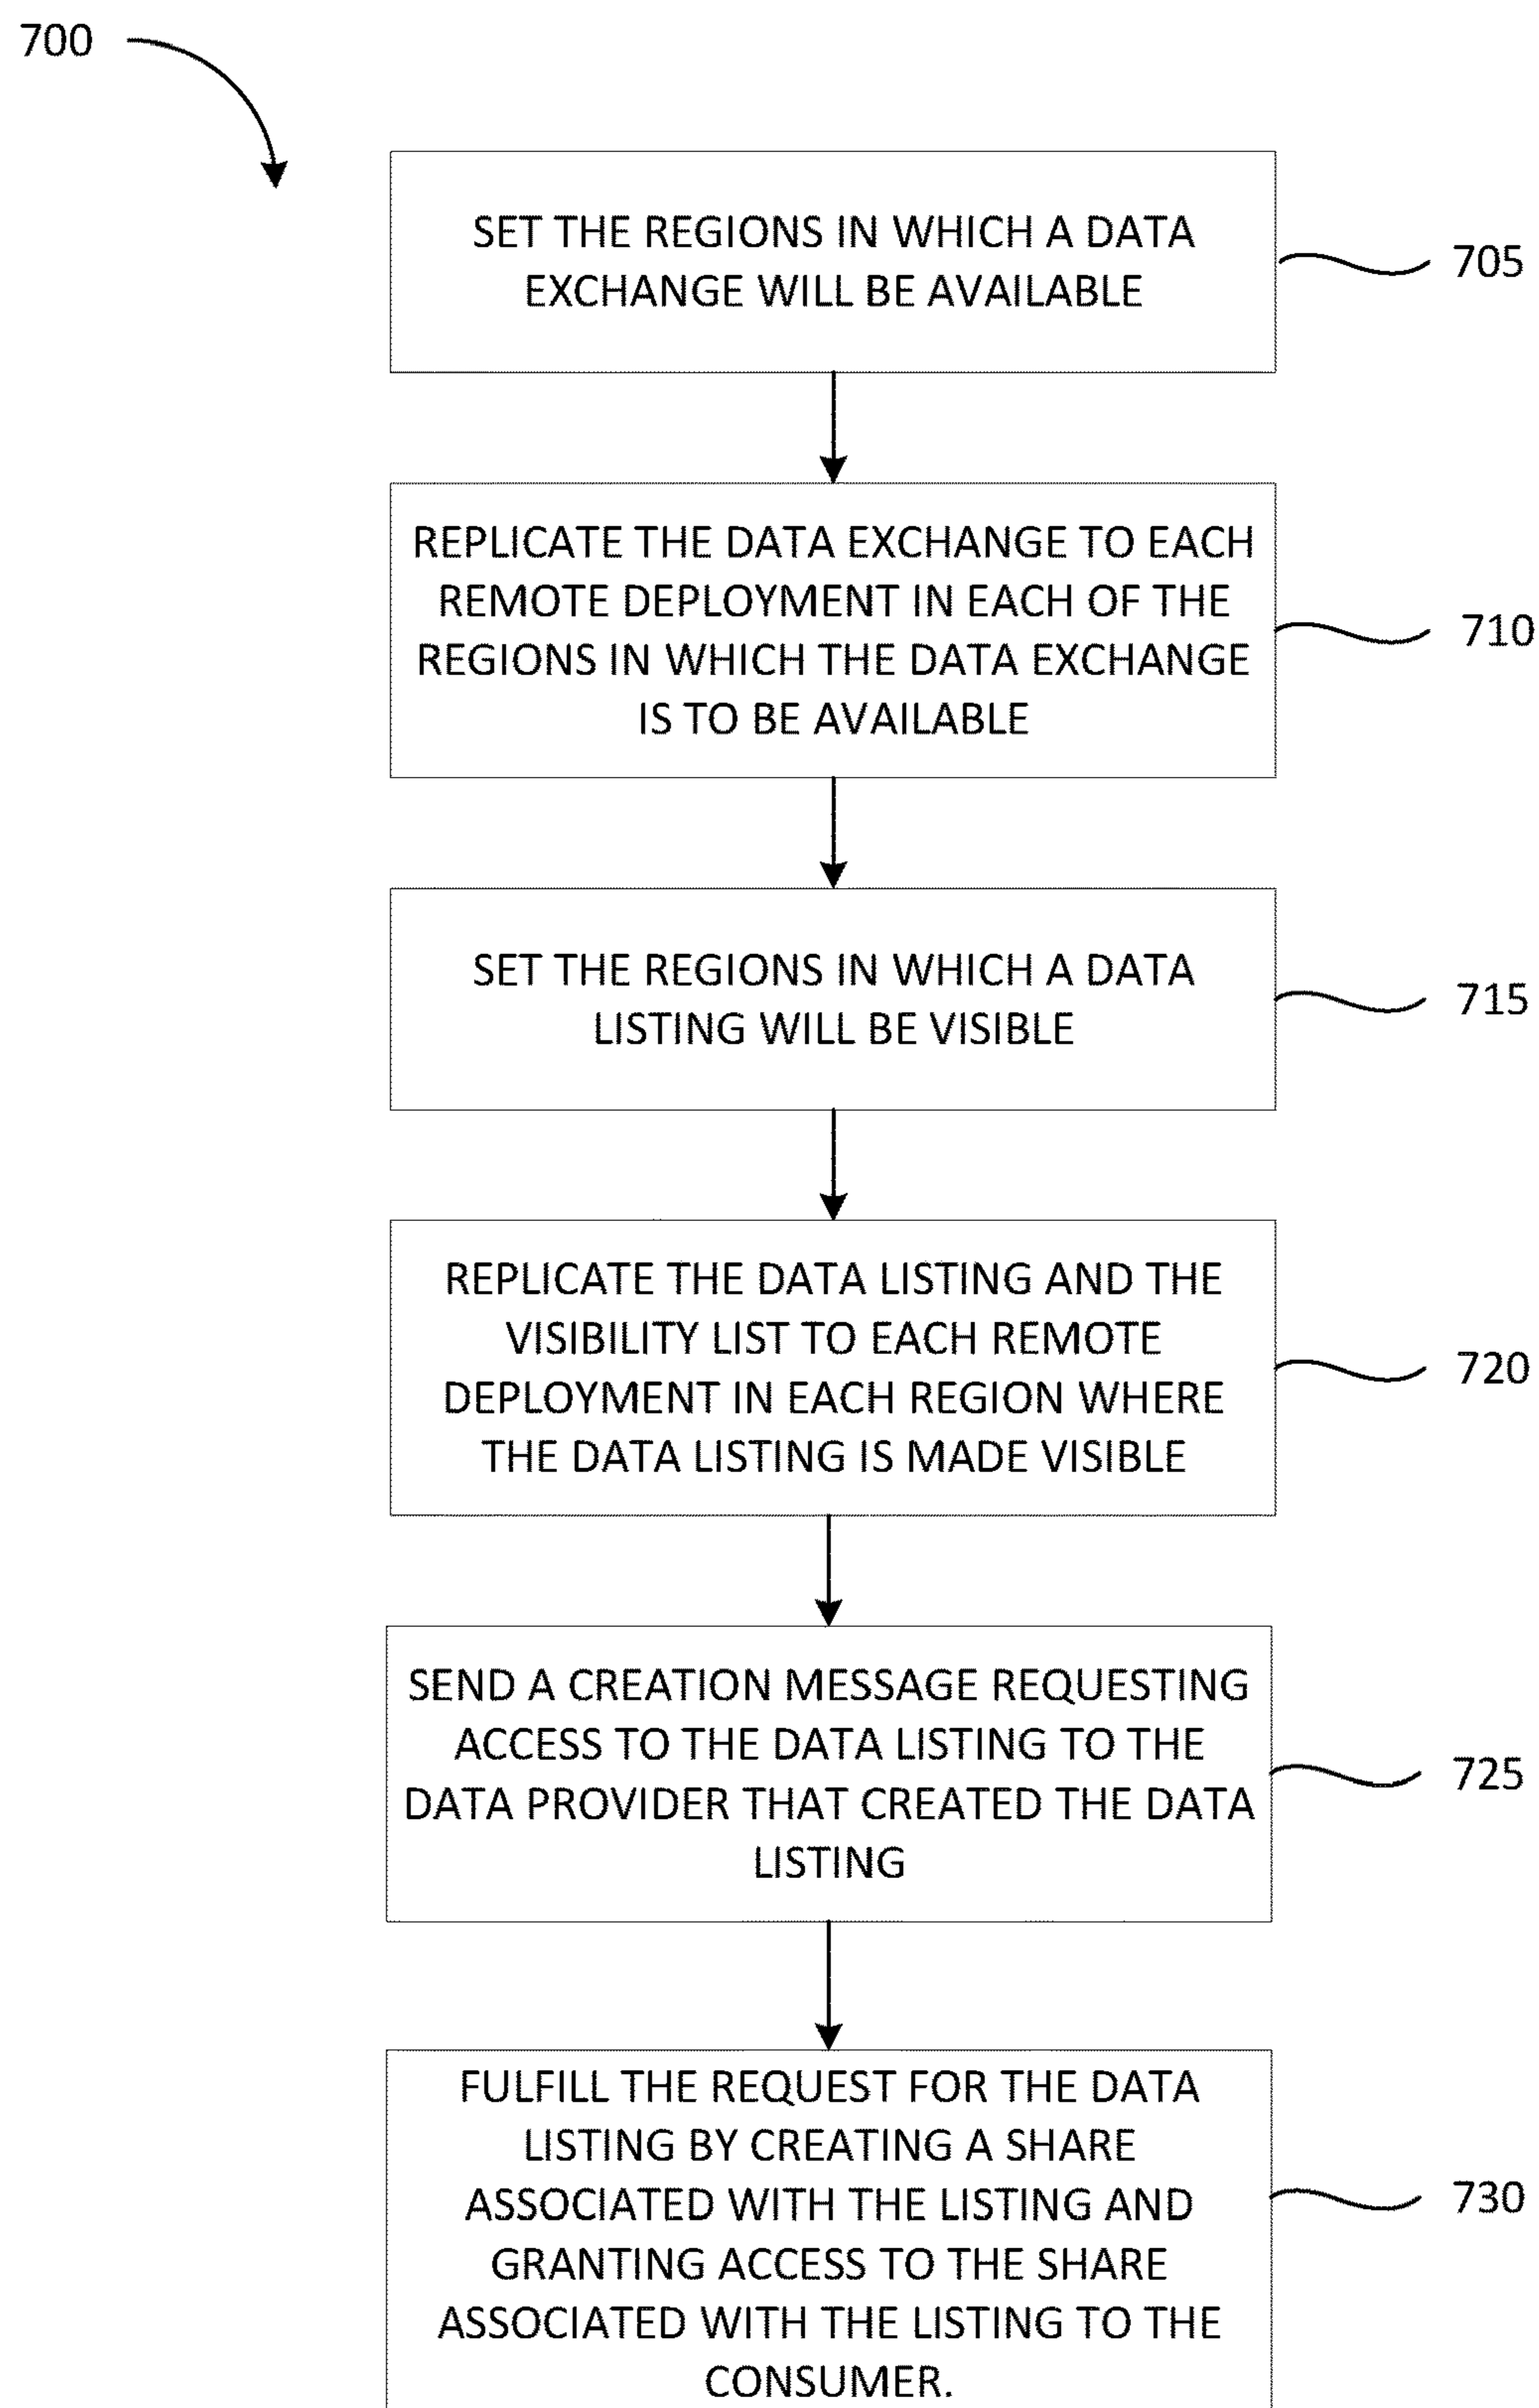 700
SET THE REGIONS IN WHICH A DATA
EXCHANGE WILL BE AVAILABLE
705
REPLICATE THE DATA EXCHANGE TO EACH
REMOTE DEPLOYMENT IN EACH OF THE
REGIONS IN WHICH THE DATA EXCHANGE
IS TO BE AVAILABLE
710
SET THE REGIONS IN WHICH A DATA
LISTING WILL BE VISIBLE
715
REPLICATE THE DATA LISTING AND THE
VISIBILITY LIST TO EACH REMOTE
DEPLOYMENT IN EACH REGION WHERE
THE DATA LISTING IS MADE VISIBLE
720
SEND A CREATION MESSAGE REQUESTING
ACCESS TO THE DATA LISTING TO THE
DATA PROVIDER THAT CREATED THE DATA
LISTING
725
FULFILL THE REQUEST FOR THE DATA
LISTING BY CREATING A SHARE
ASSOCIATED WITH THE LISTING AND
GRANTING ACCESS TO THE SHARE
ASSOCIATED WITH THE LISTING TO THE
CONSUMER.
730